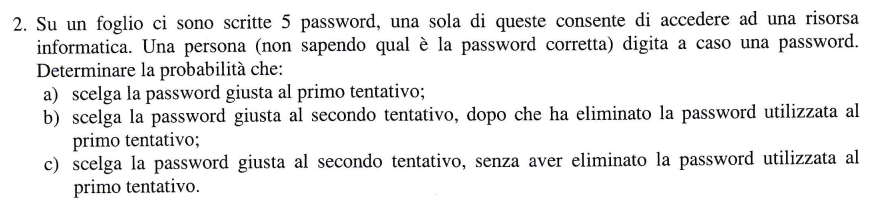 2. Su un foglio ci sono scritte 5 password, una sola di queste consente di accedere ad una risorsa
informatica. Una persona (non sapendo qual è la password corretta) digita a caso una password.
Determinare la probabilità che:
a) scelga la password giusta al primo tentativo;
b) scelga la password giusta al secondo tentativo, dopo che ha eliminato la password utilizzata al
primo tentativo;
c) scelga la password giusta al secondo tentativo, senza aver eliminato la password utilizzata al
primo tentativo.